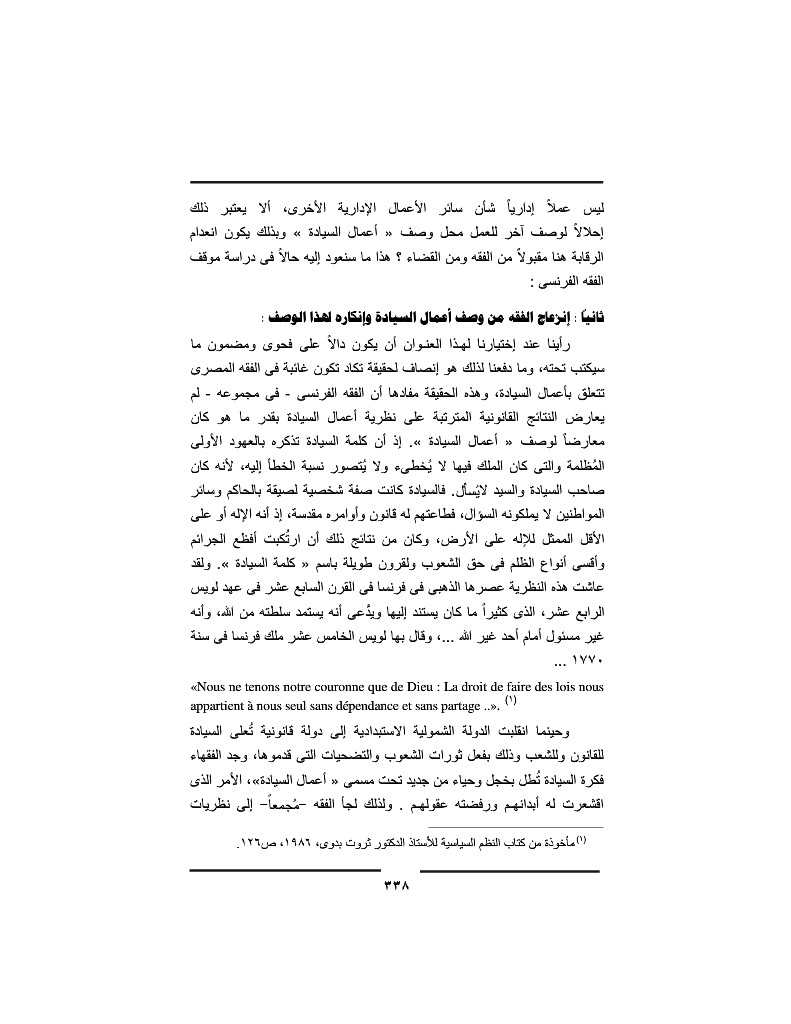 ليس عملاً إدارياً شأن سائر الأعمال الإدارية الأخرى، ألا يعتبر ذلك
إحلالاً لوصف آخر للعمل محل وصف « أعمال السيادة » وبذلك يكون انعدام
الرقابة هنا مقبولاً من الفقه ومن القضاء ؟ هذا ما سنعود إليه حالاً فى دراسة موقف
الفقه الفرنسى :
ثانياً : إنزعاج الفقه من وصف أعمال السيادة وإنكاره لهذا الوصف :
رأينا عند إختيارنا لهذا العنوان أن يكون دالاً على فحوى ومضمون ما
سيكتب تحته، وما دفعنا لذلك هو إنصاف لحقيقة تكاد تكون غائبة فى الفقه المصرى
تتعلق بأعمال السيادة، وهذه الحقيقة مفادها أن الفقه الفرنسى - فى مجموعه - لم
يعارض النتائج القانونية المترتبة على نظرية أعمال السيادة بقدر ما هو كان
معارضاً لوصف « أعمال السيادة ». إذ أن كلمة السيادة تذكره بالعهود الأولى
المُظلمة والتى كان الملك فيها لا يُخطىء ولا يُتصور نسبة الخطأ إليه، لأنه كان
صاحب السيادة والسيد لايُسأل. فالسيادة كانت صفة شخصية لصيقة بالحاكم وسائر
المواطنين لا يملكونه السؤال، فطاعتهم له قانون وأوامره مقدسة، إذ أنه الإله أو على
الأقل الممثل للإله على الأرض، وكان من نتائج ذلك أن ارتُكبت أفظع الجرائم
وأقسى أنواع الظلم فى حق الشعوب ولقرون طويلة باسم « كلمة السيادة ». ولقد
عاشت هذه النظرية عصرها الذهبى فى فرنسا فى القرن السابع عشر فى عهد لويس
الرابع عشر، الذى كثيراً ما كان يستند إليها ويدَّعى أنه يستمد سلطته من الله، وأنه
غير مسئول أمام أحد غير الله ...، وقال بها لويس الخامس عشر ملك فرنسا فى سنة
١٧٧٠ ...
«Nous ne tenons notre couronne que de Dieu : La droit de faire des lois nous
appartient à nous seul sans dépendance et sans partage ..». (١)
وحينما انقلبت الدولة الشمولية الاستبدادية إلى دولة قانونية تُعلى السيادة
للقانون وللشعب وذلك بفعل ثورات الشعوب والتضحيات التى قدموها، وجد الفقهاء
فكرة السيادة تُطل بخجل وحياء من جديد تحت مسمى « أعمال السيادة»، الأمر الذى
اقشعرت له أبدانهم ورفضته عقولهم . ولذلك لجأ الفقه –مُجمعاً– إلى نظريات
(١) مأخوذة من كتاب النظم السياسية للأستاذ الدكتور ثروت بدوى، ١٩٨٦، ص١٢٦.
٣٣٨